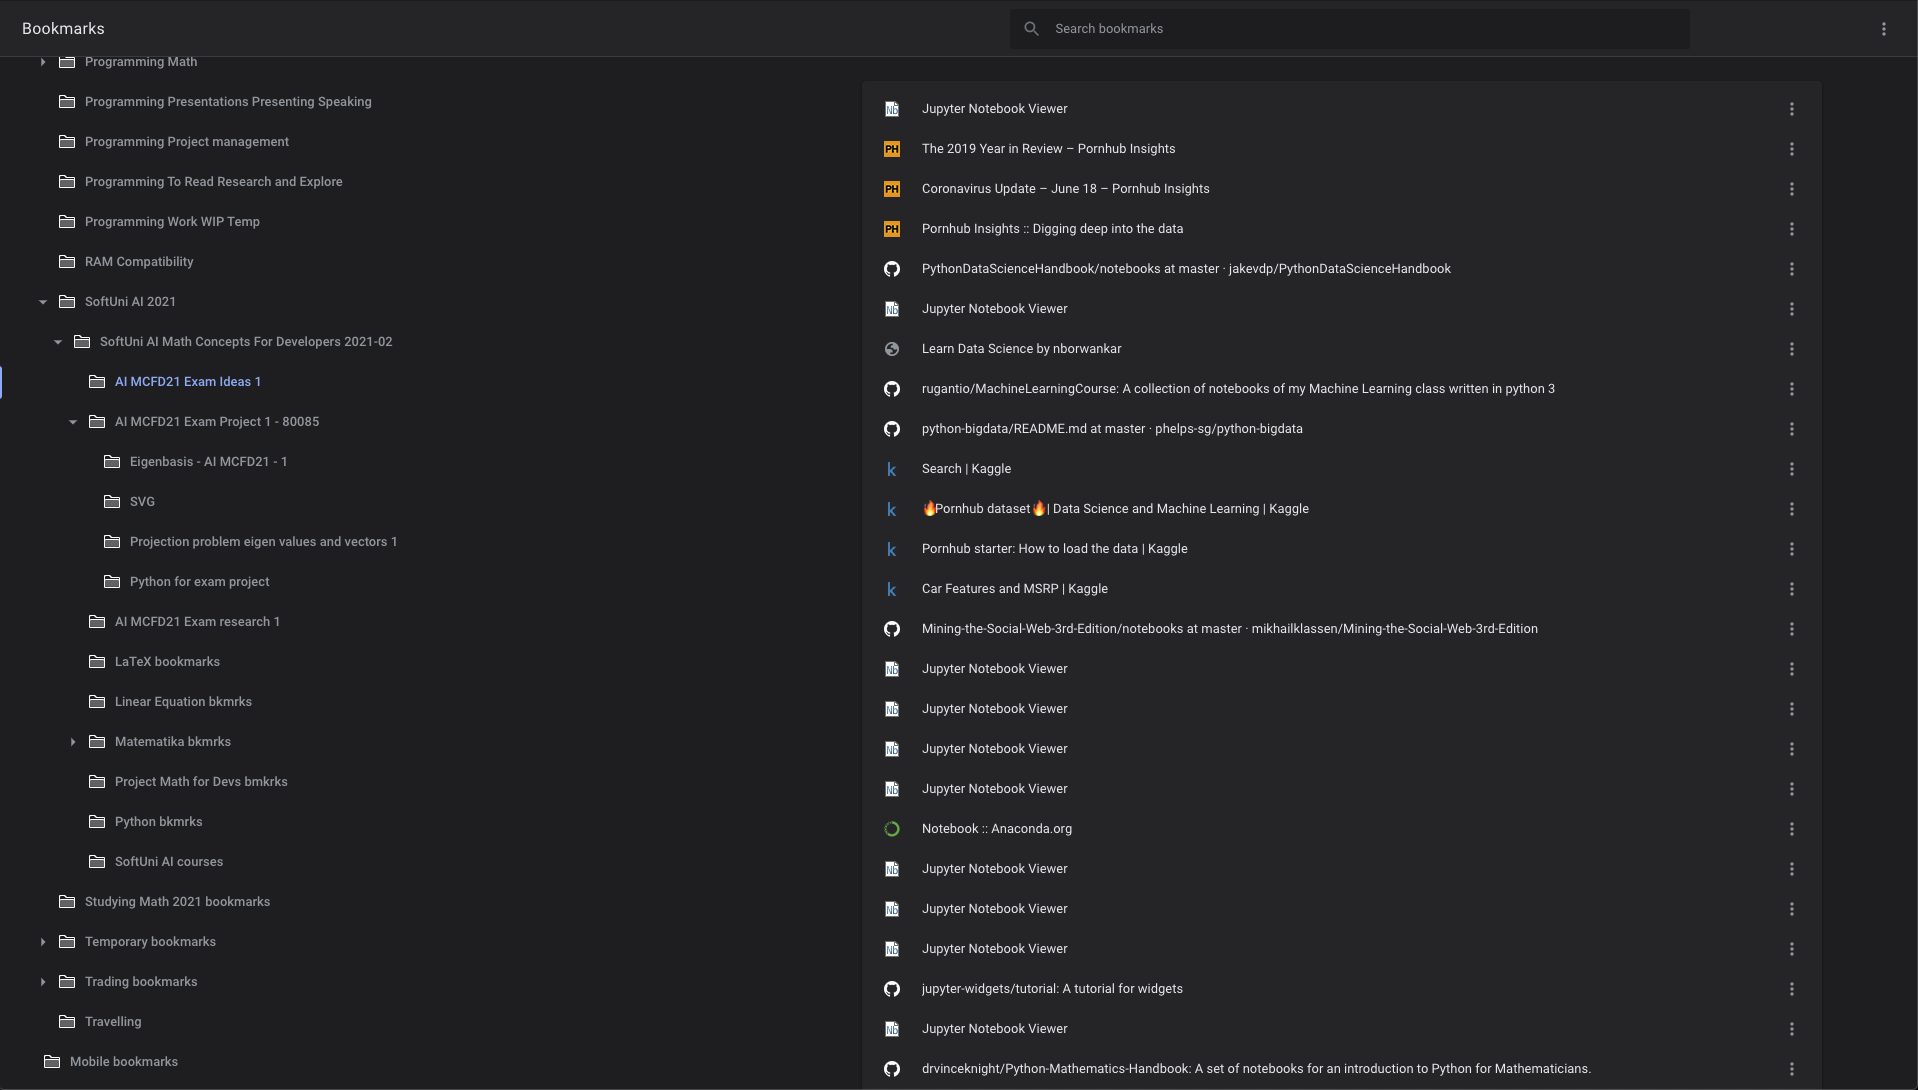 Bookmarks
Search bookmarks
Programming Math
Programming Presentations Presenting Speaking
Programming Project management
Programming To Read Research and Explore
Programming Work WIP Temp
RAM Compatibility
SoftUni AI 2021
SoftUni AI Math Concepts For Developers 2021-02
AI MCFD21 Exam Ideas 1
AI MCFD21 Exam Project 1 - 80085
Eigenbasis - AI MCFD21 - 1
SVG
Projection problem eigen values and vectors 1
Python for exam project
AI MCFD21 Exam research 1
LaTeX bookmarks
Linear Equation bkmrks
Matematika bkmrks
Project Math for Devs bmkrks
Python bkmrks
SoftUni AI courses
Studying Math 2021 bookmarks
Temporary bookmarks
Trading bookmarks
Travelling
Mobile bookmarks
Nb Jupyter Notebook Viewer
PH The 2019 Year in Review – Pornhub Insights
PH Coronavirus Update – June 18 – Pornhub Insights
PH Pornhub Insights :: Digging deep into the data
PythonDataScienceHandbook/notebooks at master · jakevdp/PythonDataScienceHandbook
Nb Jupyter Notebook Viewer
Learn Data Science by nborwankar
rugantio/MachineLearningCourse: A collection of notebooks of my Machine Learning class written in python 3
python-bigdata/README.md at master · phelps-sg/python-bigdata
k Search | Kaggle
k 🔥Pornhub dataset🔥| Data Science and Machine Learning | Kaggle
k Pornhub starter: How to load the data | Kaggle
k Car Features and MSRP | Kaggle
Mining-the-Social-Web-3rd-Edition/notebooks at master · mikhailklassen/Mining-the-Social-Web-3rd-Edition
Nb Jupyter Notebook Viewer
Nb Jupyter Notebook Viewer
Nb Jupyter Notebook Viewer
Nb Jupyter Notebook Viewer
Notebook :: Anaconda.org
Nb Jupyter Notebook Viewer
Nb Jupyter Notebook Viewer
Nb Jupyter Notebook Viewer
jupyter-widgets/tutorial: A tutorial for widgets
Nb Jupyter Notebook Viewer
drvinceknight/Python-Mathematics-Handbook: A set of notebooks for an introduction to Python for Mathematicians.